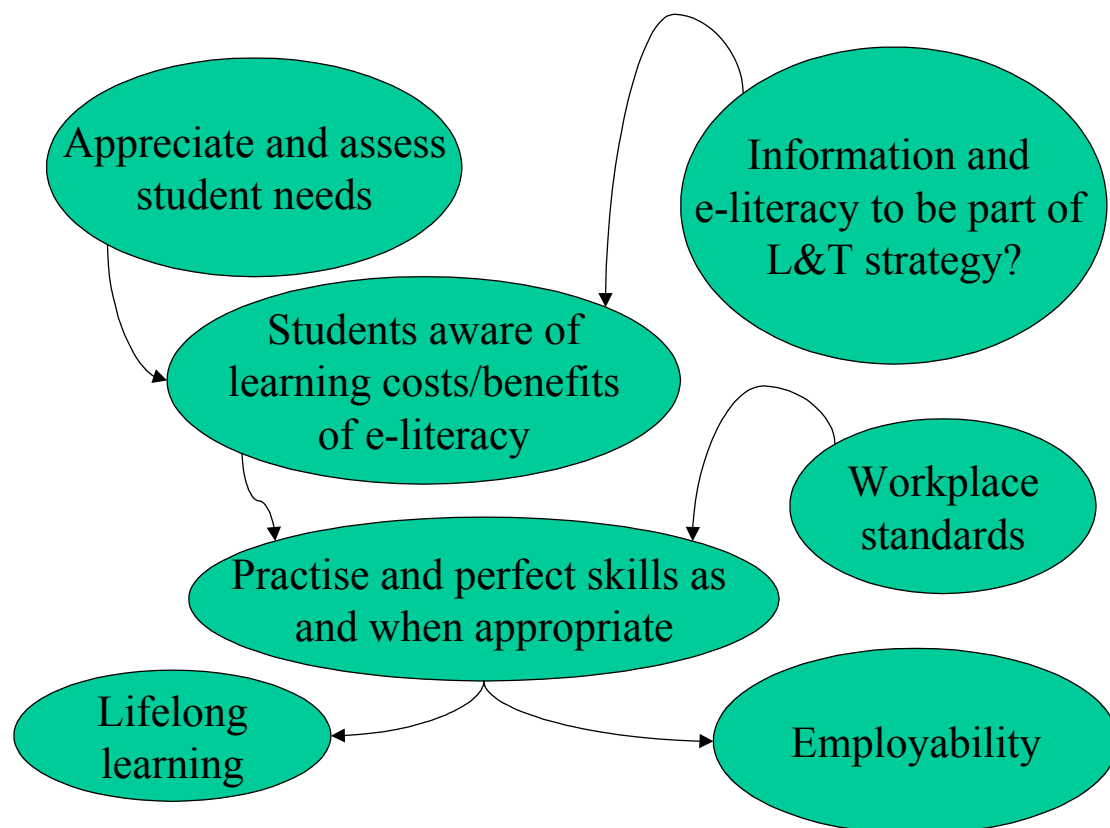 Appreciate and assess
student needs
Information and
e-literacy to be part of
L&T strategy?
Students aware of
learning costs/benefits
of e-literacy
Workplace
standards
Practise and perfect skills as
and when appropriate
Lifelong
learning
Employability